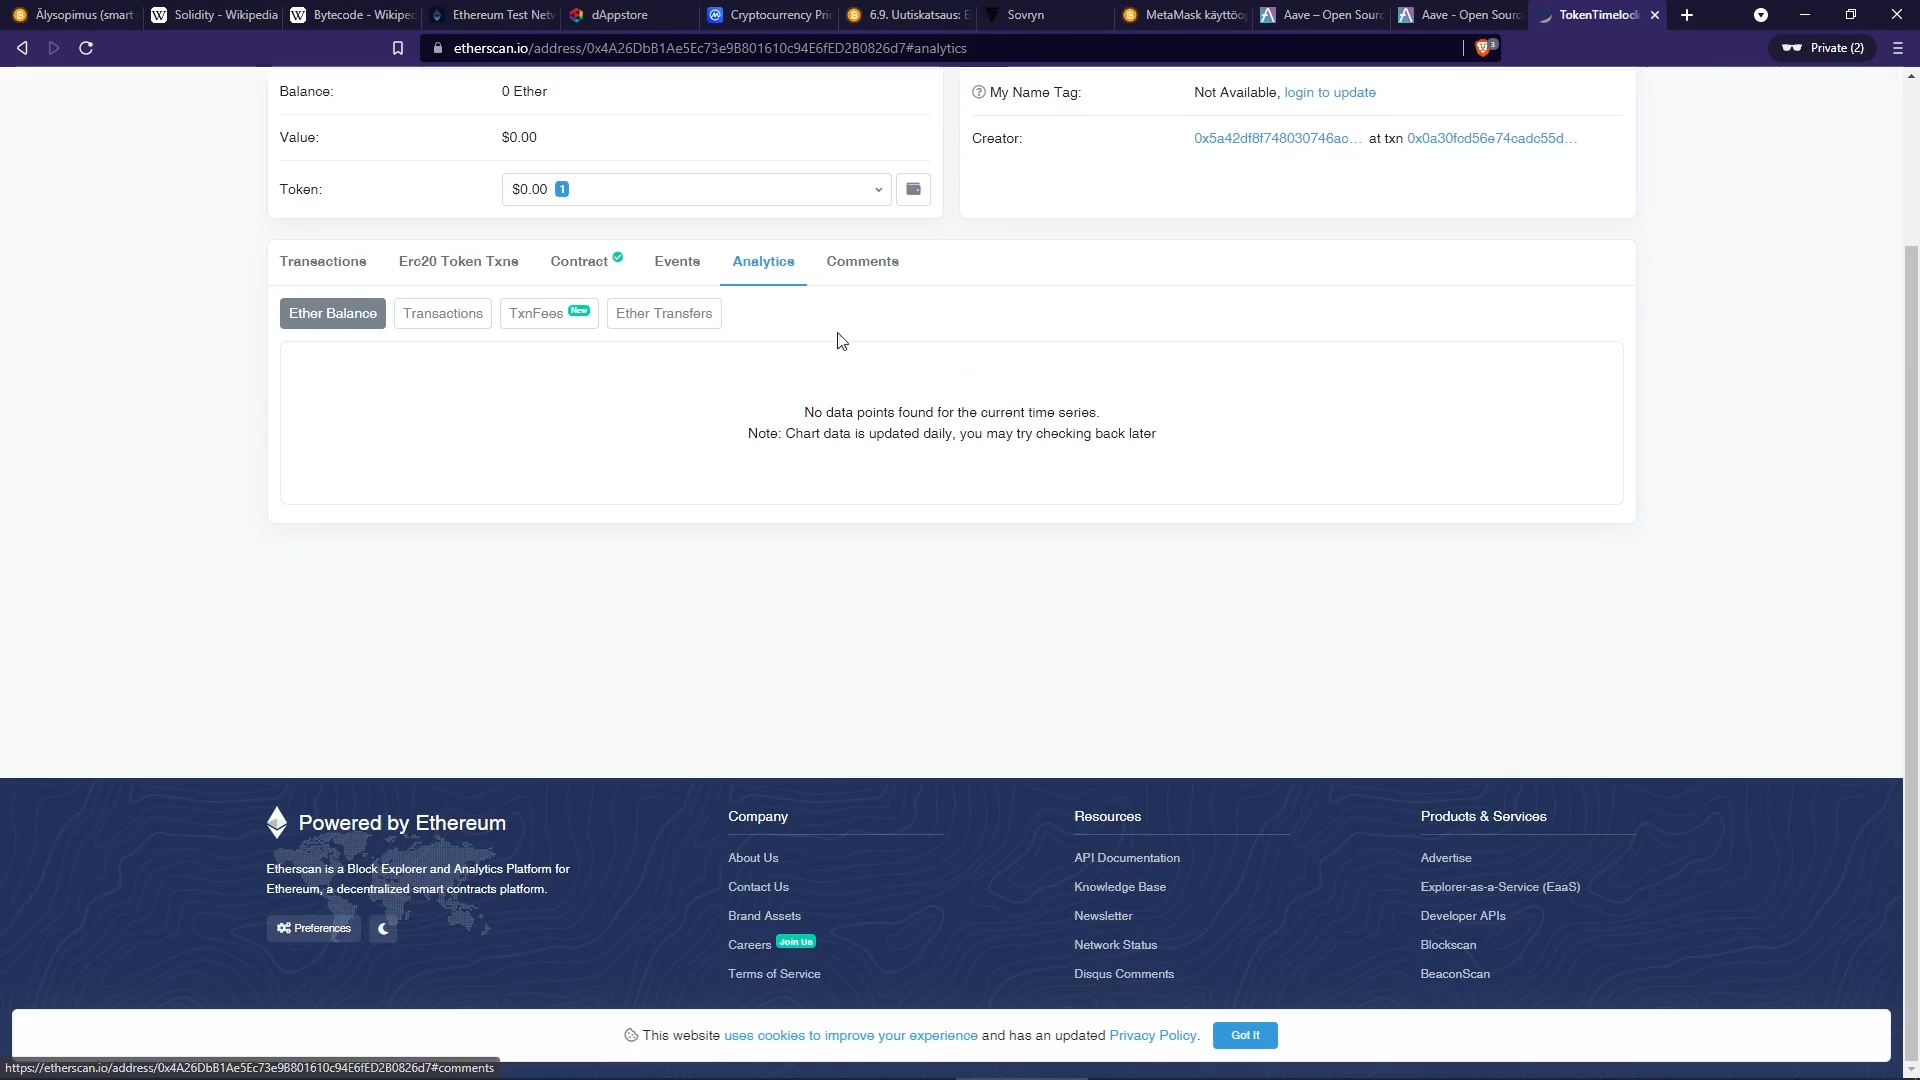 Älysopimus (smart
Solidity - Wikipedia
Bytecode - Wikiped
Ethereum Test Netw
dAppstore
Cryptocurrency Pric
6.9. Uutiskatsaus: E
Sovryn
MetaMask käyttöop
Aave – Open Sourc
Aave - Open Sourc
TokenTimelock
etherscan.io/address/0x4A26DbB1Ae5Ec73e9B801610c94E6fED2B0826d7#analytics
3
Private (2)
Balance:
0 Ether
My Name Tag:
Not Available, login to update
Value:
$0.00
Creator:
0x5a42df8f748030746ac... at txn 0x0a30fcd56e74cadc55d...
Token:
$0.00 1
Transactions
Erc20 Token Txns
Contract
Events
Analytics
Comments
Ether Balance
Transactions
TxnFees New
Ether Transfers
No data points found for the current time series.
Note: Chart data is updated daily, you may try checking back later
Powered by Ethereum
Etherscan is a Block Explorer and Analytics Platform for
Ethereum, a decentralized smart contracts platform.
Preferences
Company
About Us
Contact Us
Brand Assets
Careers Join Us
Terms of Service
Resources
API Documentation
Knowledge Base
Newsletter
Network Status
Disqus Comments
Products & Services
Advertise
Explorer-as-a-Service (EaaS)
Developer APIs
Blockscan
BeaconScan
This website uses cookies to improve your experience and has an updated Privacy Policy.
Got It
https://etherscan.io/address/0x4A26DbB1Ae5Ec73e9B801610c94E6fED2B0826d7#comments